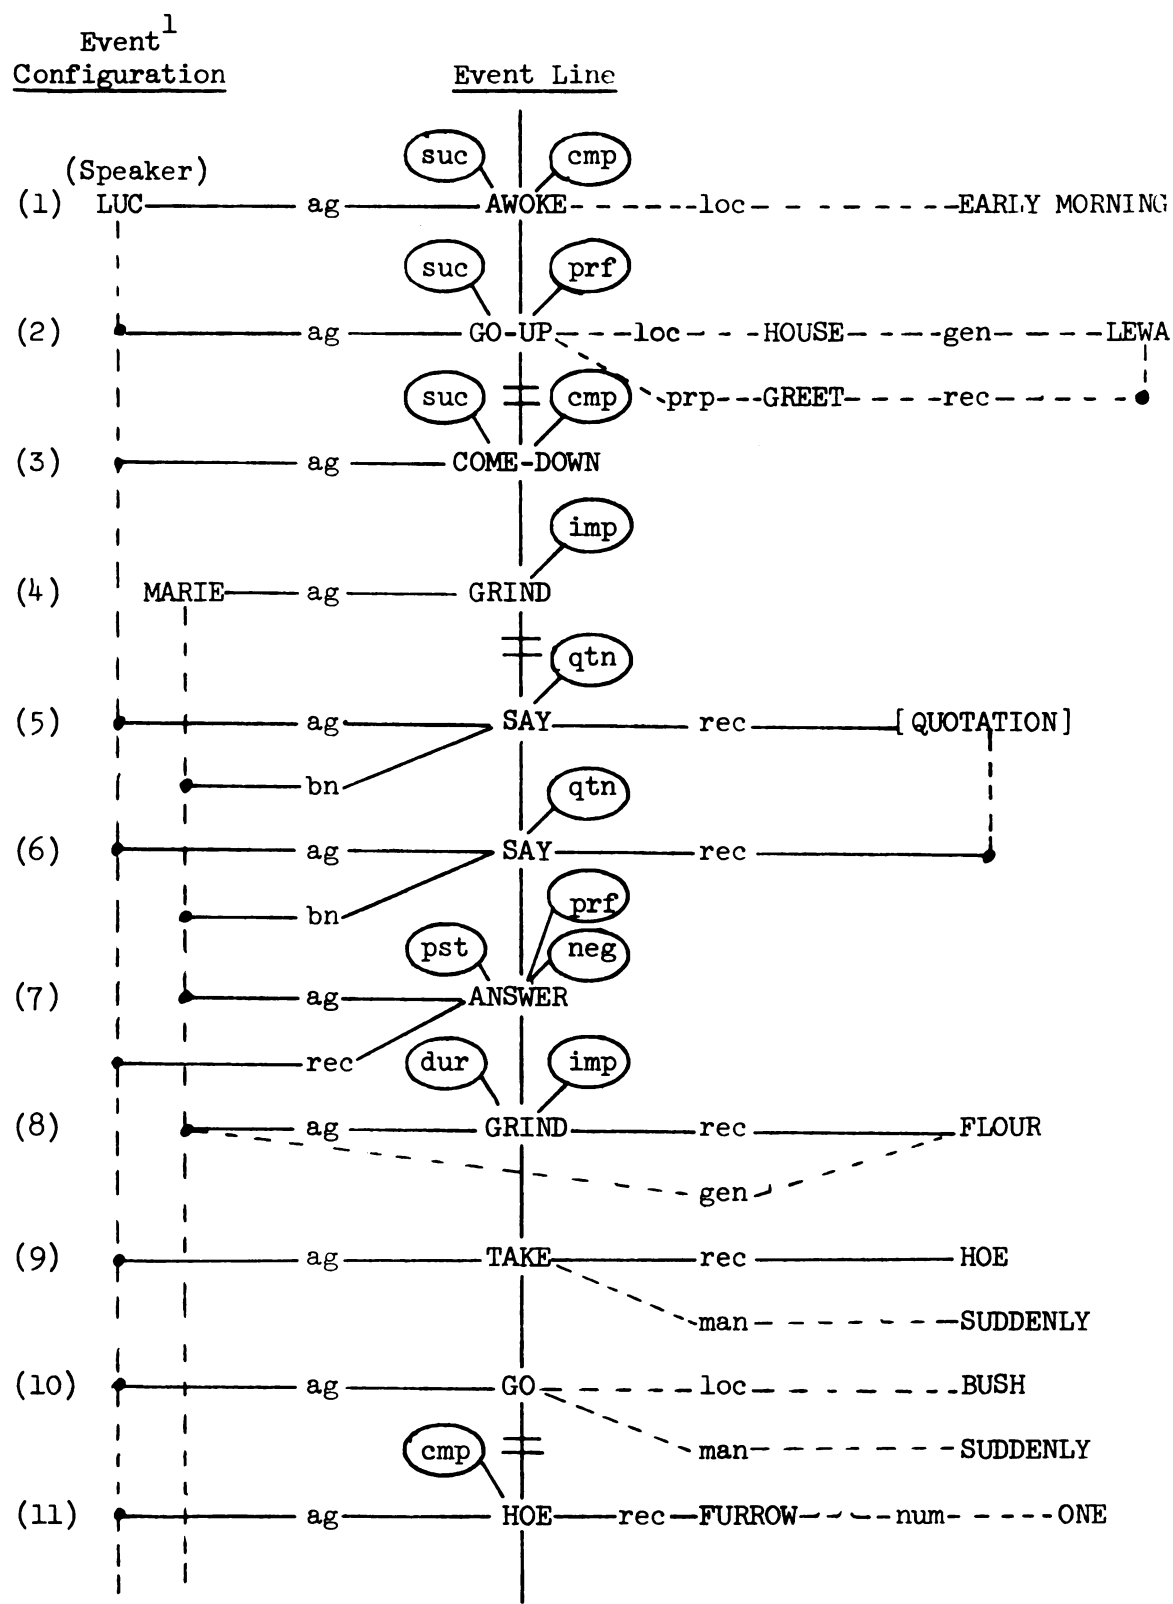 Event1
Configuration Event Line
suc cmp
(Speaker)
(1) LUC ag AWOKE loc EARLY MORNING
suc prf
(2) ag GO-UP loc HOUSE gen LEWA
suc cmp prp GREET rec
(3) ag COME-DOWN
imp
(4) MARIE ag GRIND
qtn
(5) ag SAY rec [QUOTATION]
bn qtn
(6) ag SAY rec
prf
bn
pst neg
(7) ag ANSWER
rec dur imp
(8) ag GRIND rec FLOUR
gen
(9) ag TAKE rec HOE
man SUDDENLY
(10) ag GO loc BUSH
cmp man SUDDENLY
(11) ag HOE rec FURROW num ONE